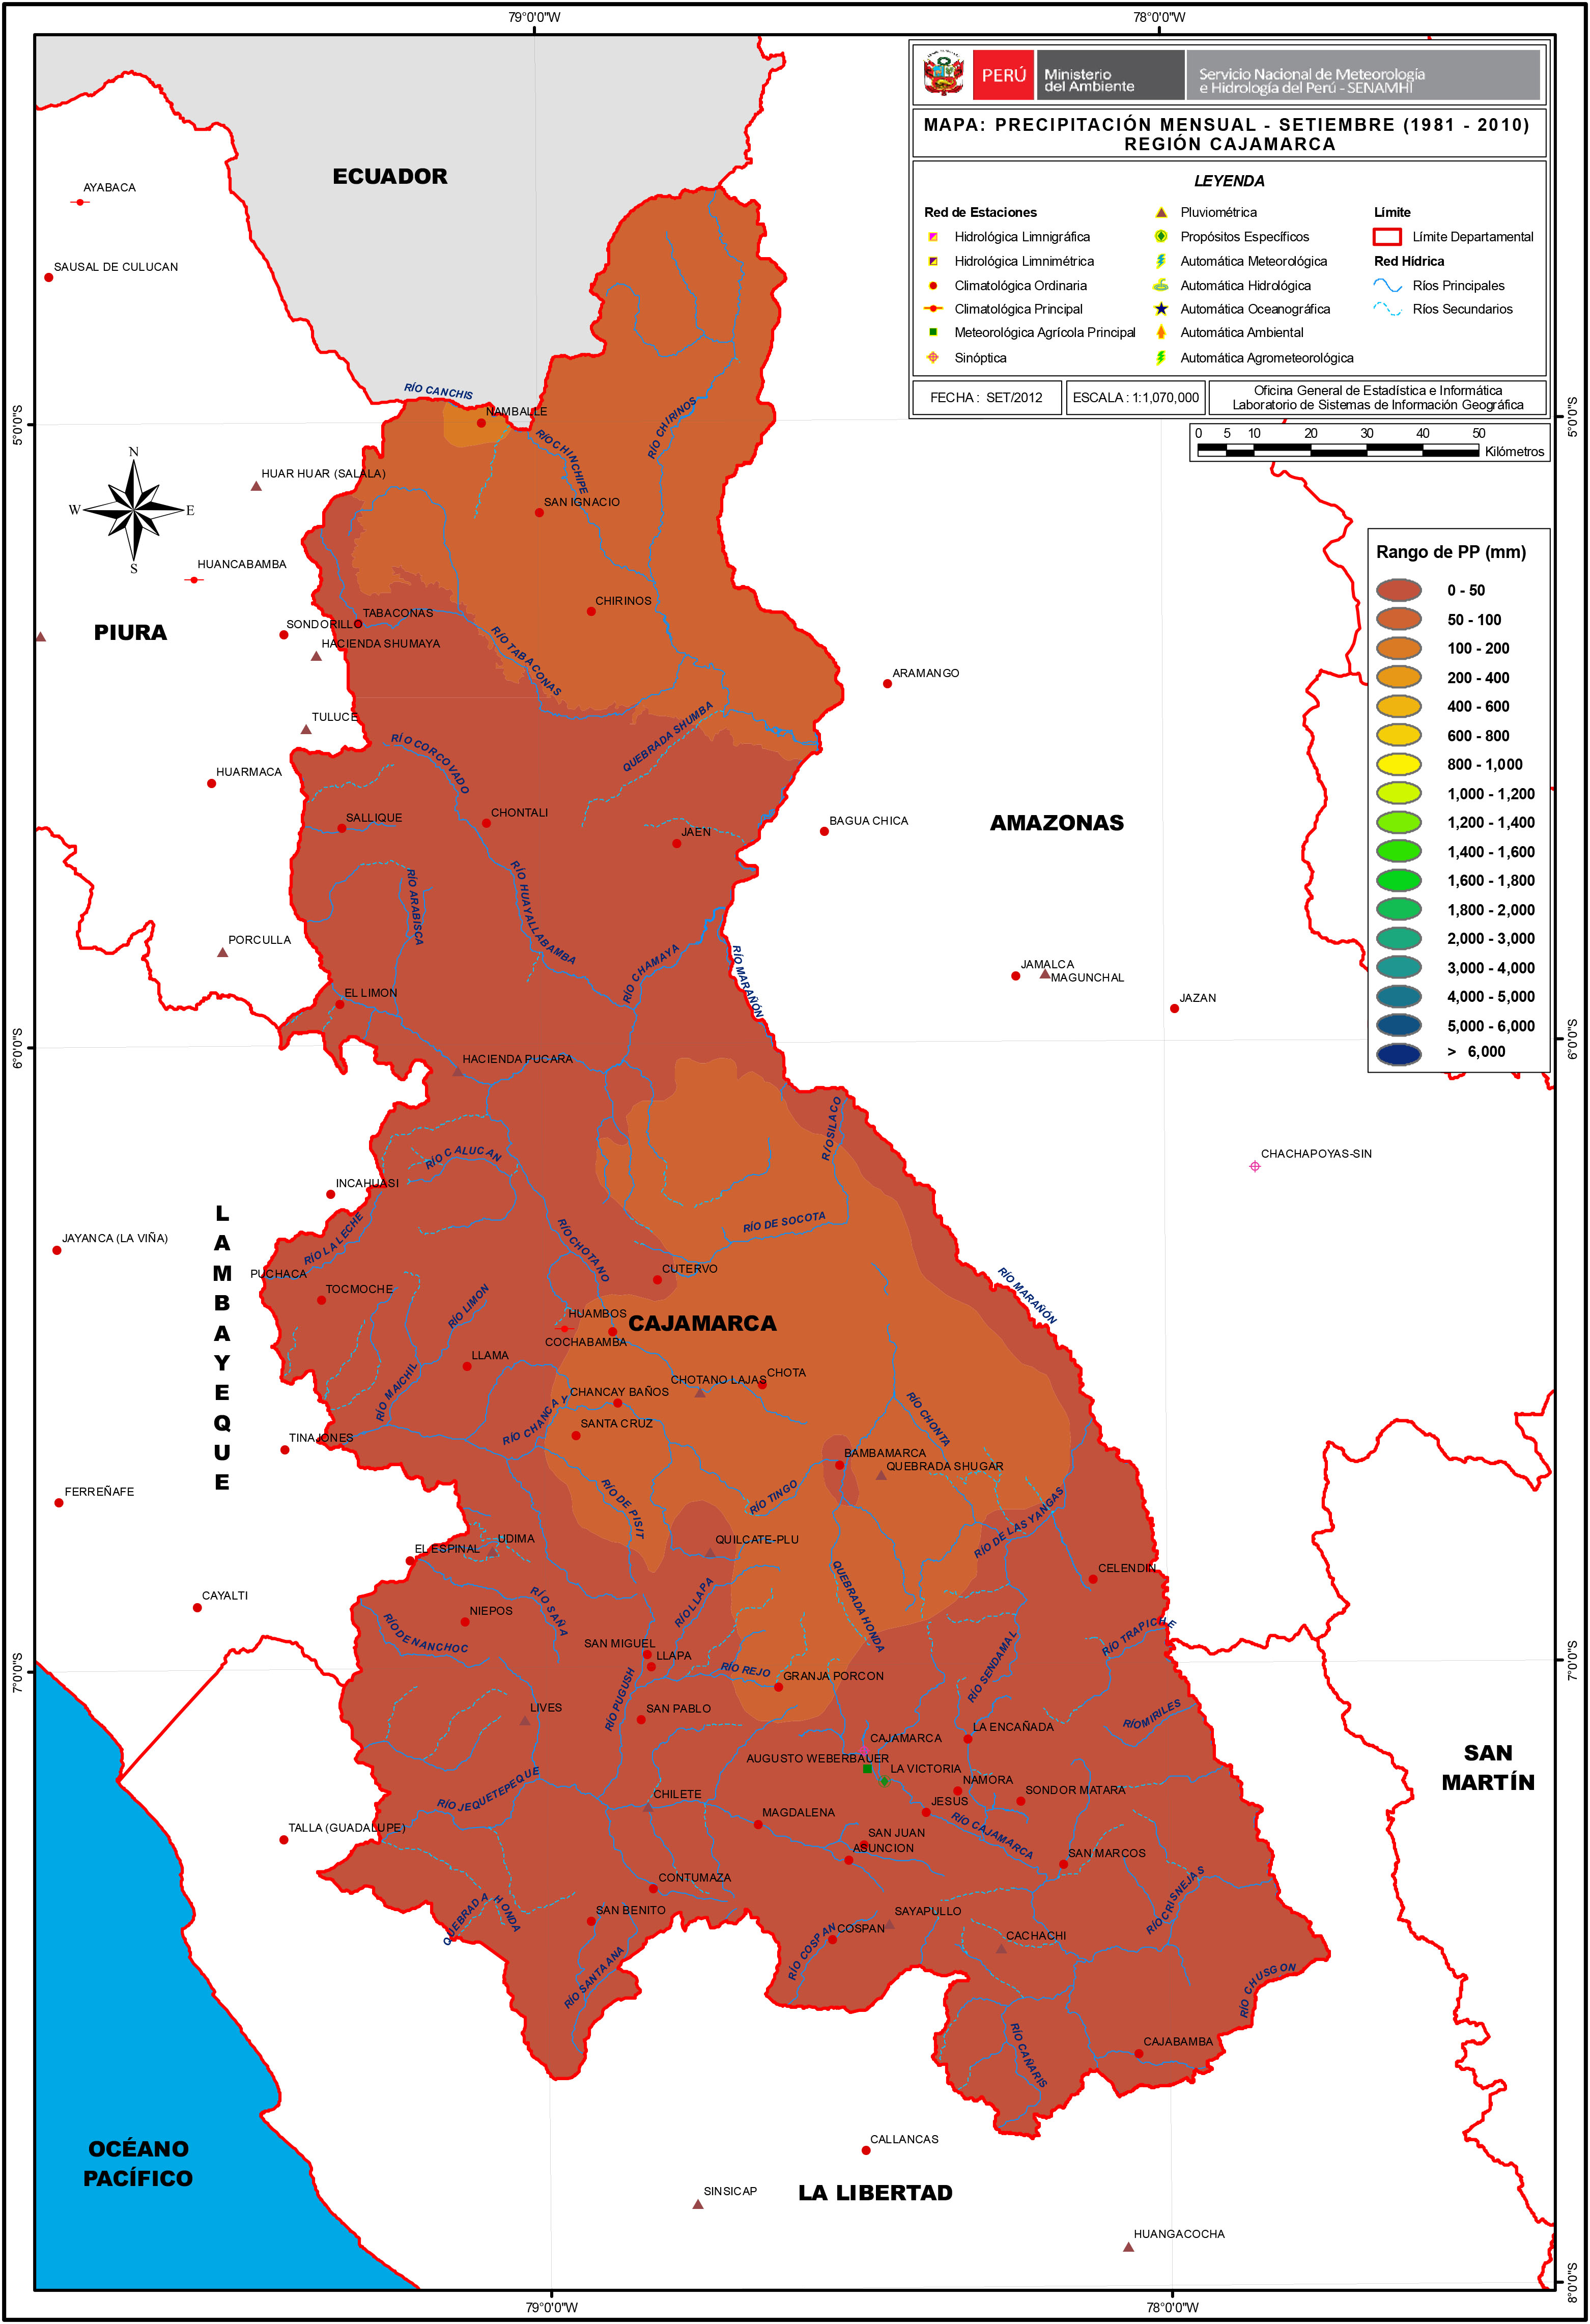 79°0'0"W
78°0'0"W
PERÚ
Ministerio
del Ambiente
Servicio Nacional de Meteorología
e Hidrología del Perú - SENAMHI
MAPA: PRECIPITACIÓN MENSUAL - SETIEMBRE (1981 - 2010)
REGIÓN CAJAMARCA
LEYENDA
Red de Estaciones
Hidrológica Limnigráfica
Hidrológica Limnimétrica
Climatológica Ordinaria
Climatológica Principal
Meteorológica Agrícola Principal
Sinóptica
Pluviométrica
Propósitos Específicos
Automática Meteorológica
Automática Hidrológica
Automática Oceanográfica
Automática Ambiental
Automática Agrometeorológica
Límite
Límite Departamental
Red Hídrica
Ríos Principales
Ríos Secundarios
FECHA : SET/2012
ESCALA : 1:1,070,000
Oficina General de Estadística e Informática
Laboratorio de Sistemas de Información Geográfica
0 5 10 20 30 40 50
Kilómetros
Rango de PP (mm)
0 - 50
50 - 100
100 - 200
200 - 400
400 - 600
600 - 800
800 - 1,000
1,000 - 1,200
1,200 - 1,400
1,400 - 1,600
1,600 - 1,800
1,800 - 2,000
2,000 - 3,000
3,000 - 4,000
4,000 - 5,000
5,000 - 6,000
> 6,000
ECUADOR
AYABACA
SAUSAL DE CULUCAN
RÍO CANCHIS
NAMBALLE
RÍO CHINCHIPE
RÍO CHIRINOS
5°0'0"S
5°0'0"S
N
W
E
S
HUAR HUAR (SALALA)
SAN IGNACIO
HUANCABAMBA
CHIRINOS
PIURA
SONDORILLO
TABACONAS
HACIENDA SHUMAYA
RÍO TABACONAS
ARAMANGO
TULUCE
RÍO CORCOVADO
QUEBRADA SHUMBA
HUARMACA
SALLIQUE
CHONTALI
JAEN
BAGUA CHICA
AMAZONAS
RÍO ARABISCA
RÍO HUAYALLABAMBA
PORCULLA
RÍO CHAMAYA
RÍO MARAÑÓN
JAMALCA
MAGUNCHAL
JAZAN
EL LIMON
6°0'0"S
6°0'0"S
HACIENDA PUCARA
RÍO CALUCAN
RÍO SILACO
CHACHAPOYAS-SIN
INCAHUASI
LAMBAYEQUE
JAYANCA (LA VIÑA)
RÍO LA LECHE
RÍO CHOTANO
RÍO DE SOCOTA
PUCHACA
TOCMOCHE
CUTERVO
RÍO MARAÑÓN
RÍO LIMON
HUAMBOS
CAJAMARCA
COCHABAMBA
LLAMA
RÍO MAICHIL
CHOTANO LAJAS
CHOTA
CHANCAY BAÑOS
RÍO CHANCAY
SANTA CRUZ
RÍO CHONTA
TINAJONES
BAMBAMARCA
QUEBRADA SHUGAR
FERREÑAFE
RÍO DE PISIT
RÍO TINGO
RÍO DE LAS YANGAS
EL ESPINAL
UDIMA
QUILCATE-PLU
CELENDIN
CAYALTI
NIEPOS
RÍO SAÑA
RÍO LLAPA
QUEBRADA HONDA
RÍO DE NANCHOC
RÍO TRAPICHE
SAN MIGUEL
LLAPA
RÍO REJO
GRANJA PORCON
RÍO SENDAMAL
7°0'0"S
7°0'0"S
RÍO PUGUSH
LIVES
SAN PABLO
RÍO MIRILES
CAJAMARCA
LA ENCAÑADA
AUGUSTO WEBERBAUER
LA VICTORIA
SAN
MARTÍN
RÍO JEQUETEPEQUE
CHILETE
NAMORA
SONDOR MATARA
JESUS
MAGDALENA
RÍO CAJAMARCA
TALLA (GUADALUPE)
SAN JUAN
ASUNCION
SAN MARCOS
CONTUMAZA
RÍO CRISNEJAS
QUEBRADA HONDA
SAN BENITO
SAYAPULLO
COSPAN
RÍO COSPAN
CACHACHI
RÍO SANTA ANA
RÍO CHUSGON
RÍO CAÑARIS
CAJABAMBA
OCÉANO
PACÍFICO
CALLANCAS
SINSICAP
LA LIBERTAD
HUANGACOCHA
8°0'0"S
79°0'0"W
78°0'0"W